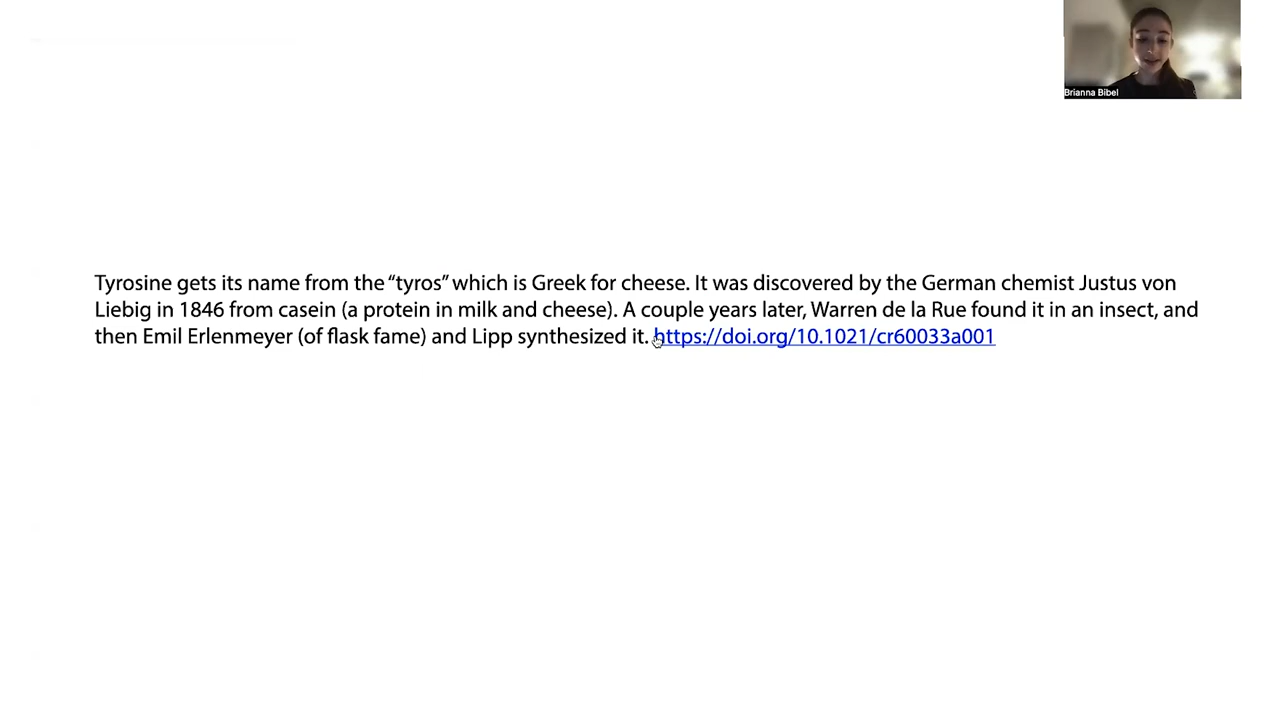 Brianna Bibel
Tyrosine gets its name from the “tyros” which is Greek for cheese. It was discovered by the German chemist Justus von
Liebig in 1846 from casein (a protein in milk and cheese). A couple years later, Warren de la Rue found it in an insect, and
then Emil Erlenmeyer (of flask fame) and Lipp synthesized it. https://doi.org/10.1021/cr60033a001